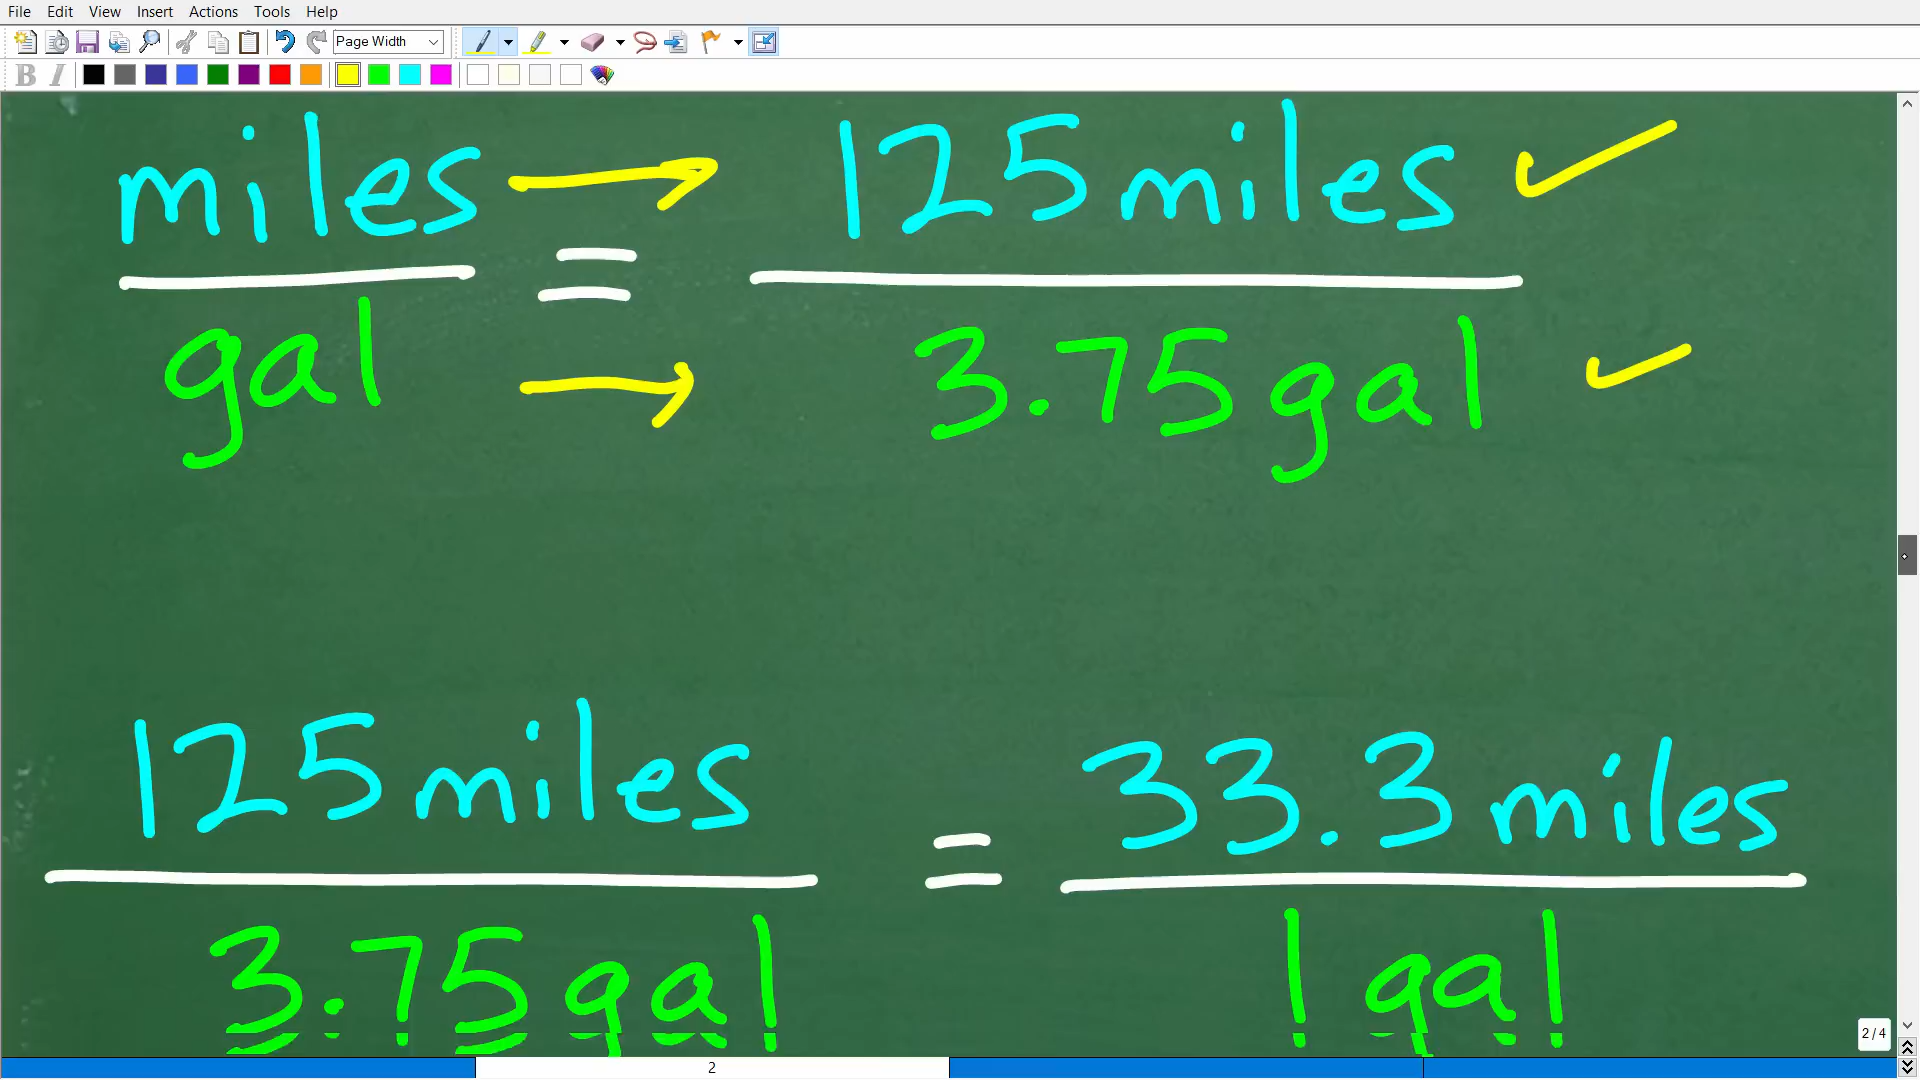 File Edit View Insert Actions Tools Help
Page Width
B I
miles = 125 miles
gal 3.75 gal
125 miles = 33.3 miles
3.75 gal 1 gal
2/4
2